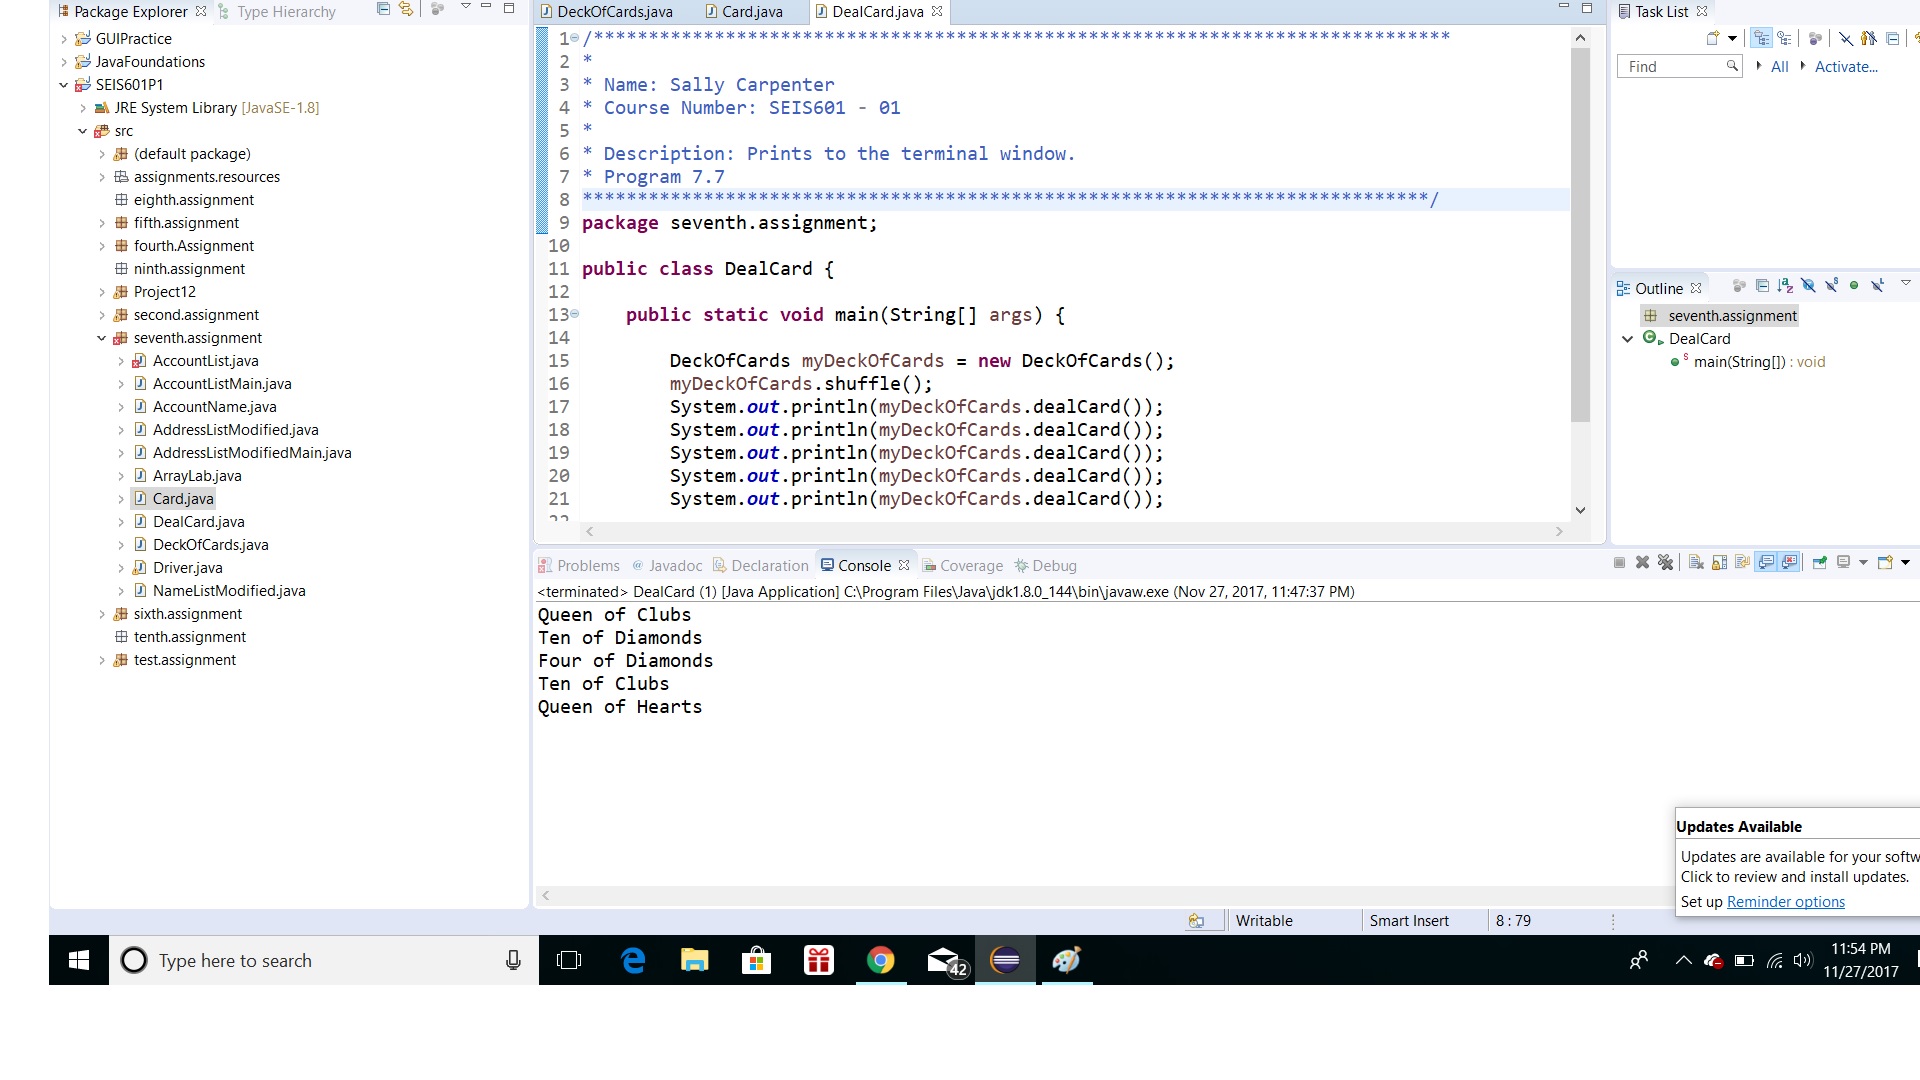 Package Explorer Type Hierarchy
GUIPractice
JavaFoundations
SEIS601P1
JRE System Library [JavaSE-1.8]
src
(default package)
assignments.resources
eighth.assignment
fifth.assignment
fourth.Assignment
ninth.assignment
Project12
second.assignment
seventh.assignment
AccountList.java
AccountListMain.java
AccountName.java
AddressListModified.java
AddressListModifiedMain.java
ArrayLab.java
Card.java
DealCard.java
DeckOfCards.java
Driver.java
NameListModified.java
sixth.assignment
tenth.assignment
test.assignment
DeckOfCards.java Card.java DealCard.java
1 /******************************************************************************
2 *
3 * Name: Sally Carpenter
4 * Course Number: SEIS601 - 01
5 *
6 * Description: Prints to the terminal window.
7 * Program 7.7
8 *****************************************************************************/
9 package seventh.assignment;
10
11 public class DealCard {
12
13 public static void main(String[] args) {
14
15 DeckOfCards myDeckOfCards = new DeckOfCards();
16 myDeckOfCards.shuffle();
17 System.out.println(myDeckOfCards.dealCard());
18 System.out.println(myDeckOfCards.dealCard());
19 System.out.println(myDeckOfCards.dealCard());
20 System.out.println(myDeckOfCards.dealCard());
21 System.out.println(myDeckOfCards.dealCard());
Task List
Find All Activate...
Outline
seventh.assignment
DealCard
main(String[]) : void
Problems Javadoc Declaration Console Coverage Debug
<terminated> DealCard (1) [Java Application] C:\Program Files\Java\jdk1.8.0_144\bin\javaw.exe (Nov 27, 2017, 11:47:37 PM)
Queen of Clubs
Ten of Diamonds
Four of Diamonds
Ten of Clubs
Queen of Hearts
Updates Available
Updates are available for your softw
Click to review and install updates.
Set up Reminder options
Writable Smart Insert 8 : 79
Type here to search
42
11:54 PM
11/27/2017